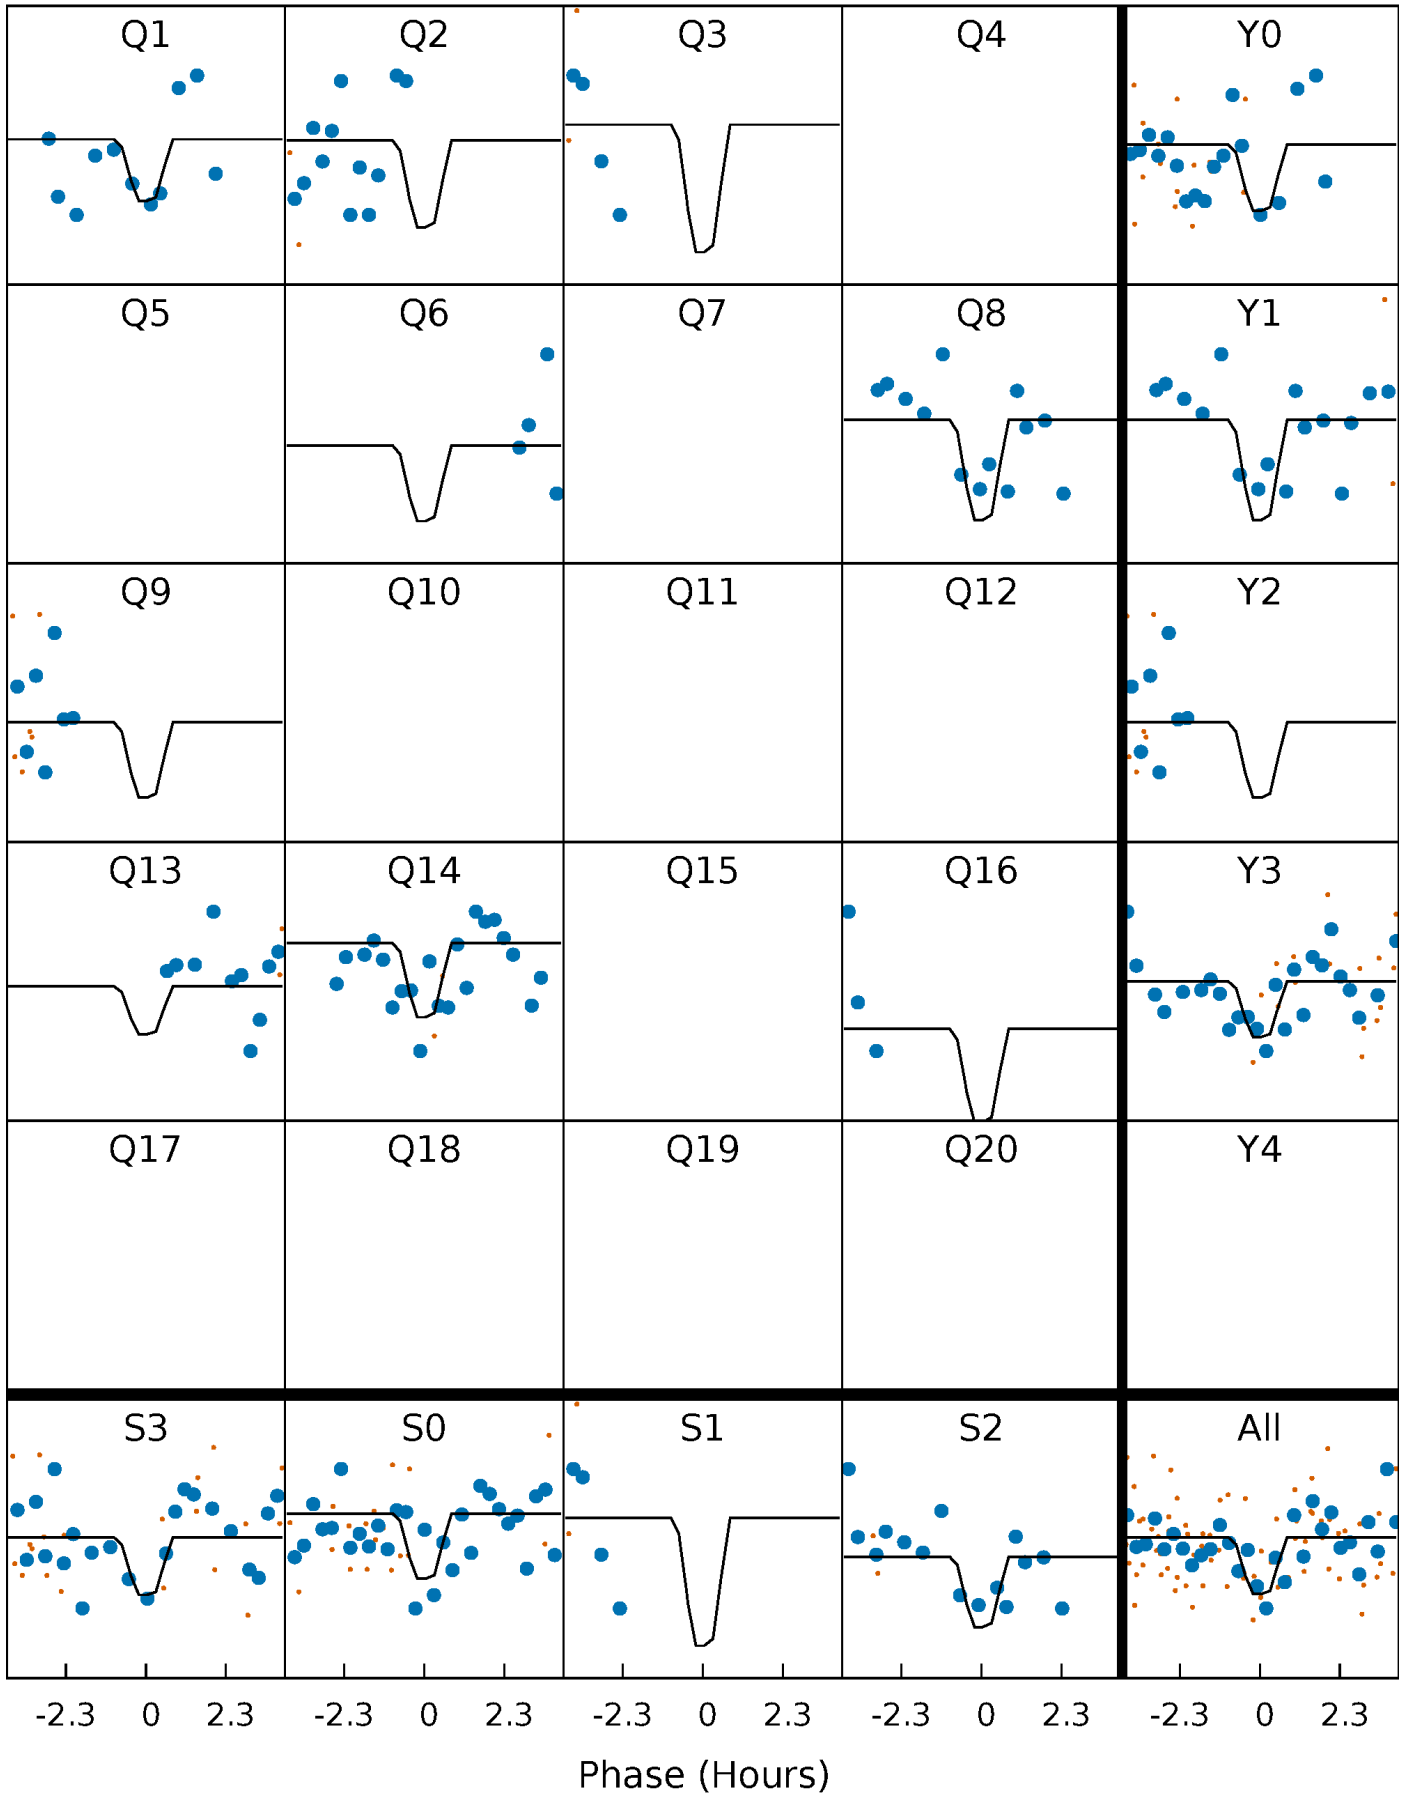 Q1 Q2 Q3 Q4 Y0
Q5 Q6 Q7 Q8 Y1
Q9 Q10 Q11 Q12 Y2
Q13 Q14 Q15 Q16 Y3
Q17 Q18 Q19 Q20 Y4
S3 S0 S1 S2 All
-2.3 0 2.3 -2.3 0 2.3 -2.3 0 2.3 -2.3 0 2.3 -2.3 0 2.3
Phase (Hours)